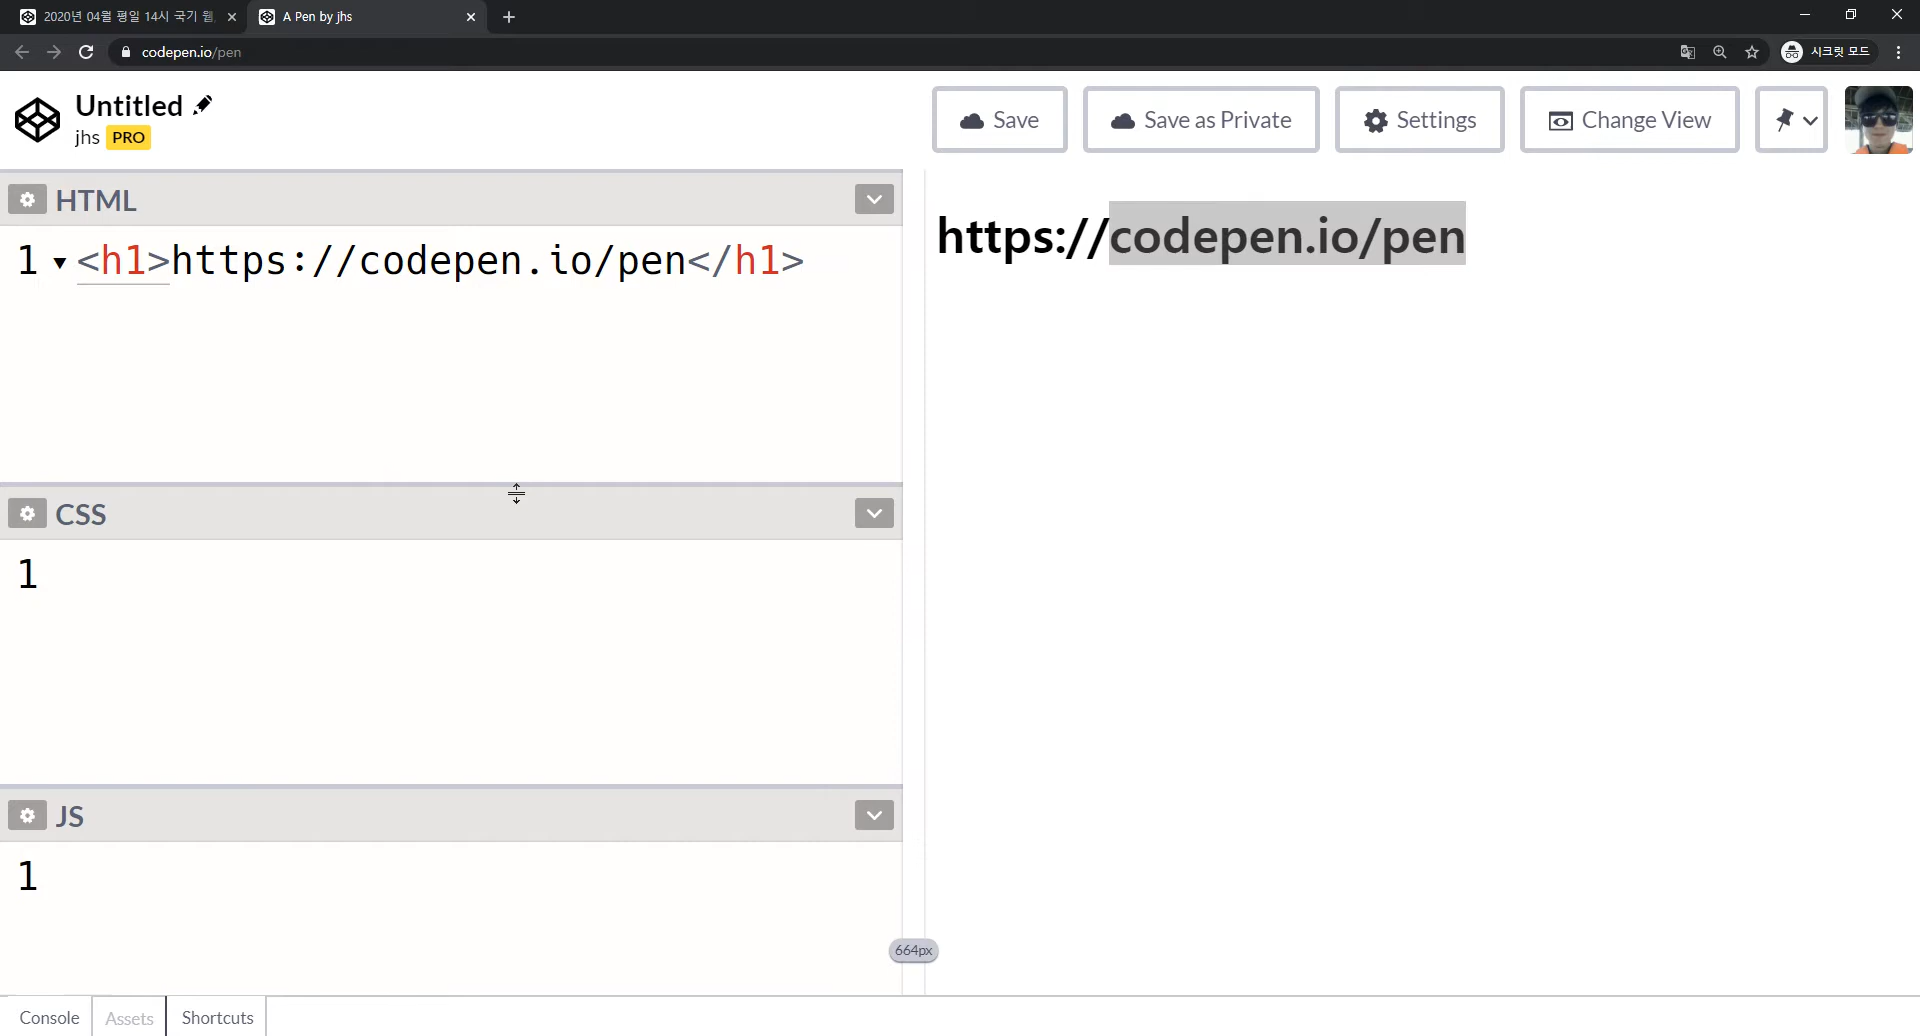 2020년 04월 평일 14시 국기 웹
A Pen by jhs
codepen.io/pen
시크릿 모드
Untitled
jhs PRO
Save
Save as Private
Settings
Change View
HTML
1 <h1>https://codepen.io/pen</h1>
CSS
1
JS
1
https://codepen.io/pen
664px
Console
Assets
Shortcuts